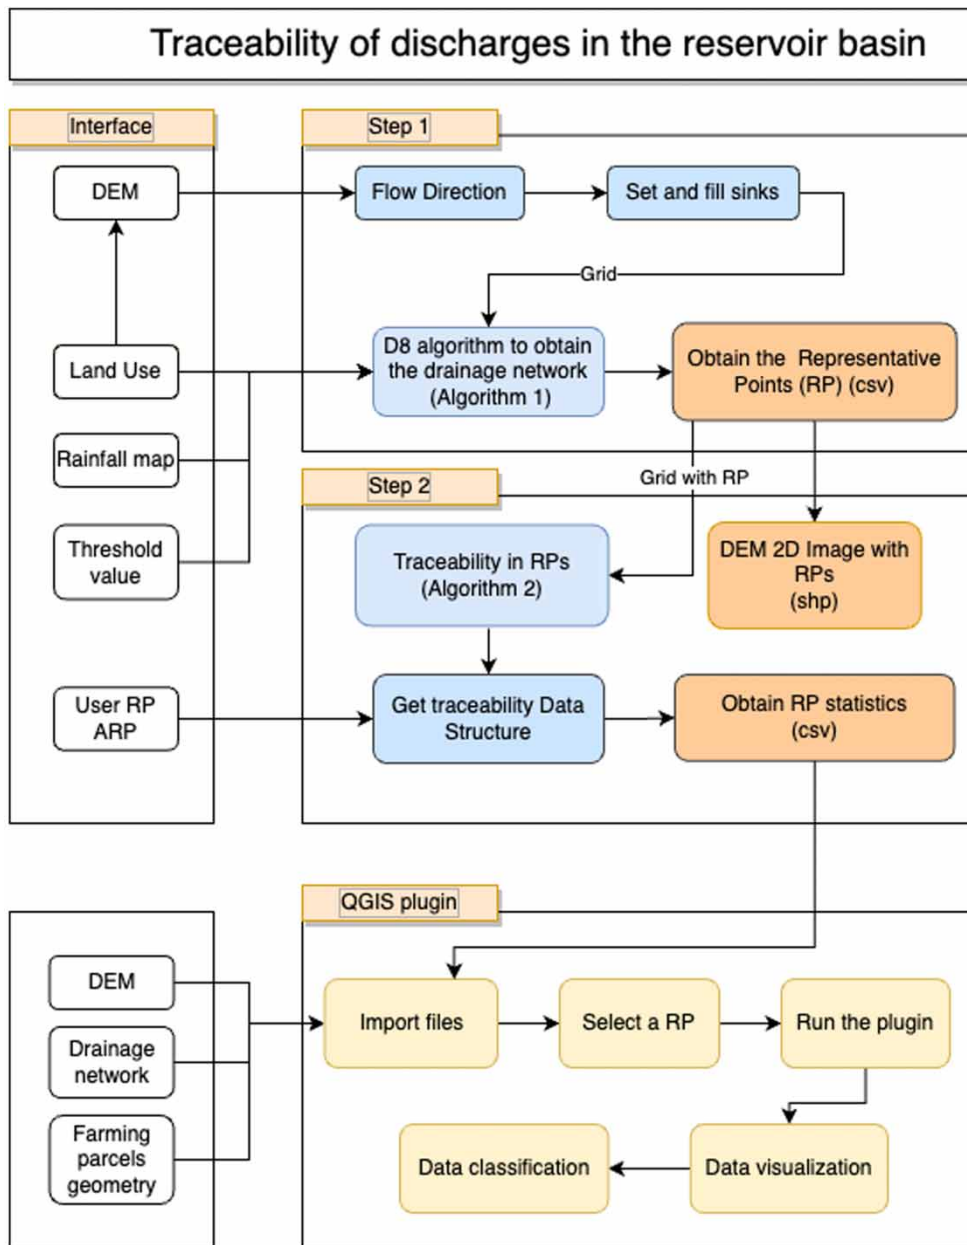 Traceability of discharges in the reservoir basin
Interface
Step 1
DEM
Flow Direction
Set and fill sinks
Grid
Land Use
D8 algorithm to obtain
the drainage network
(Algorithm 1)
Obtain the Representative
Points (RP) (csv)
Rainfall map
Step 2
Grid with RP
Threshold
value
Traceability in RPs
(Algorithm 2)
DEM 2D Image with
RPs
(shp)
User RP
ARP
Get traceability Data
Structure
Obtain RP statistics
(csv)
QGIS plugin
DEM
Drainage
network
Farming
parcels
geometry
Import files
Select a RP
Run the plugin
Data classification
Data visualization